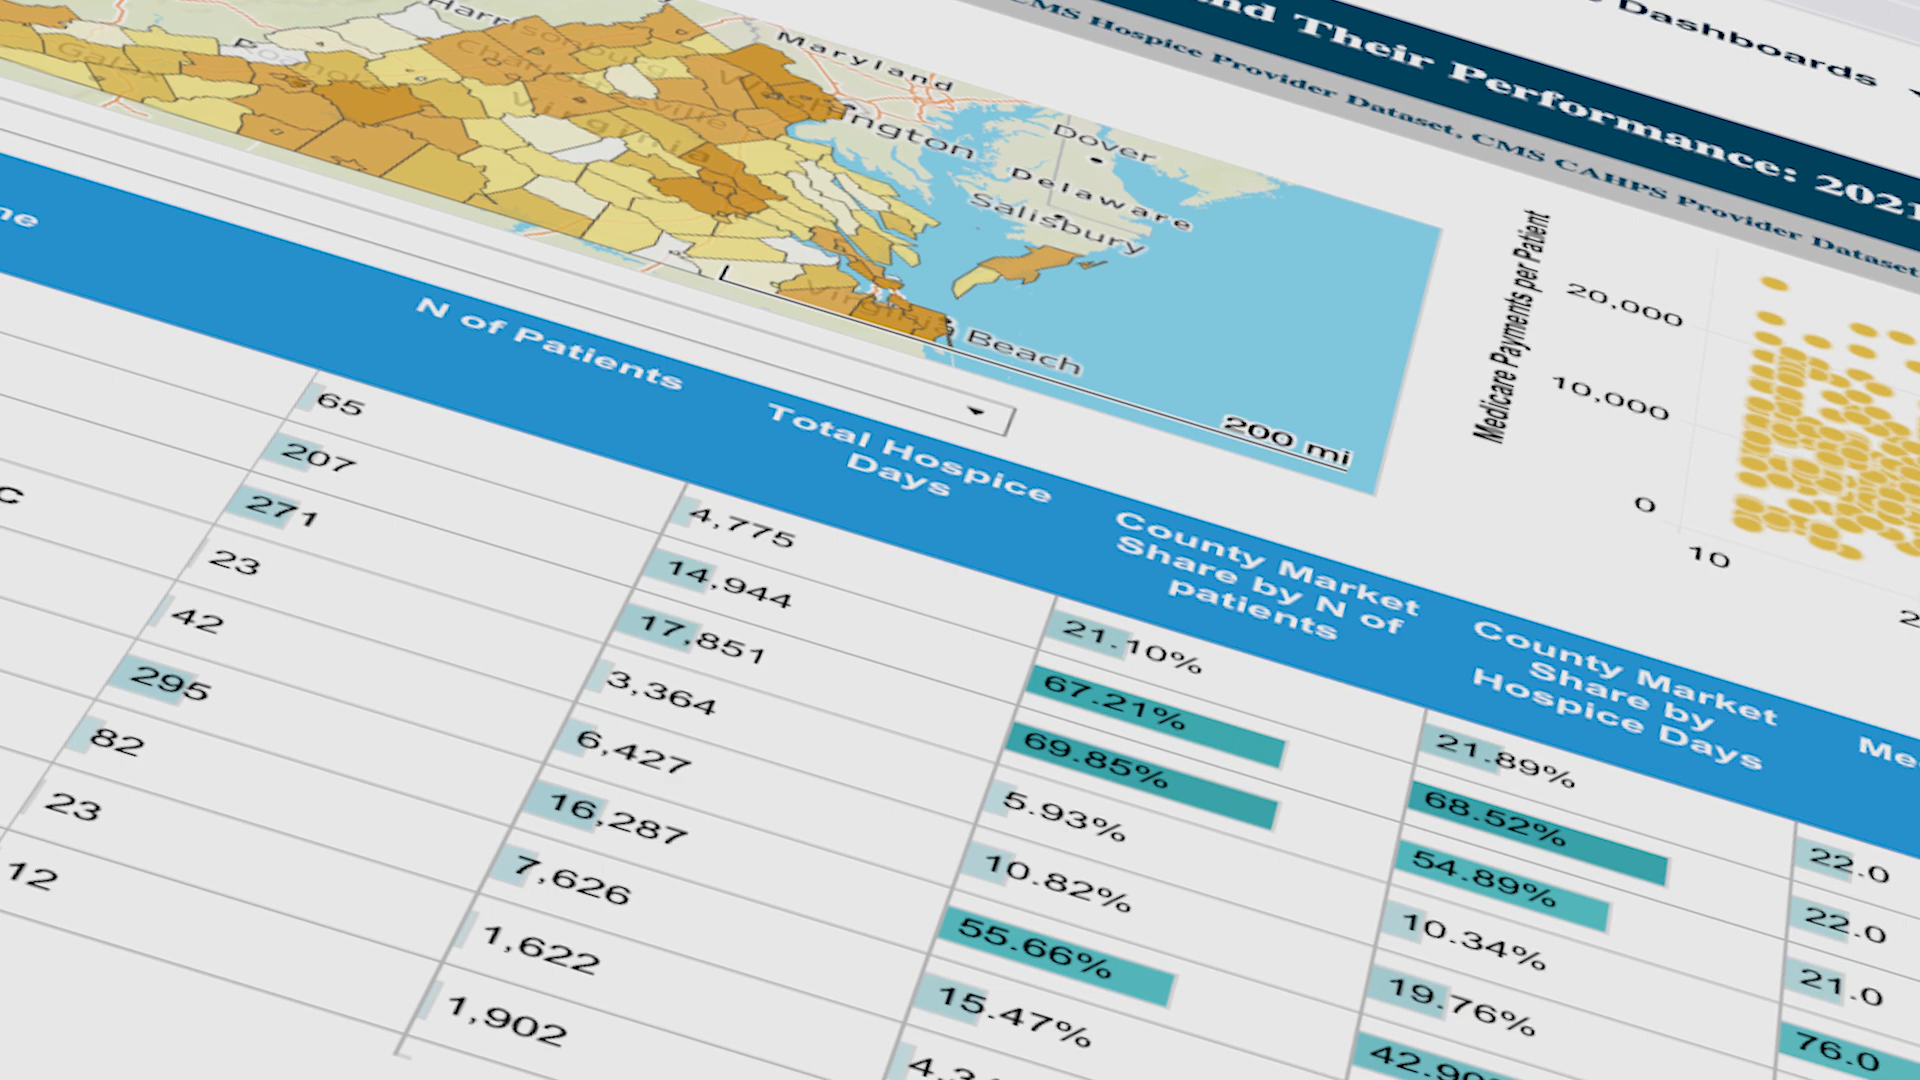 Dashboards
nd Their Performance: 2021
CMS Hospice Provider Dataset, CMS CAHPS Provider Dataset
Maryland
Dover
Delaware
Salisbury
Virginia
Beach
200 mi
Medicare Payments per Patient
20,000
10,000
0
10
N of Patients
Total Hospice
Days
County Market
Share by N of
patients
County Market
Share by
Hospice Days
65
4,775
21.10%
21.89%
22.0
207
14,944
67.21%
68.52%
22.0
271
17,851
69.85%
54.89%
21.0
23
3,364
5.93%
10.34%
76.0
42
6,427
10.82%
19.76%
295
16,287
55.66%
82
7,626
15.47%
23
1,622
12
1,902